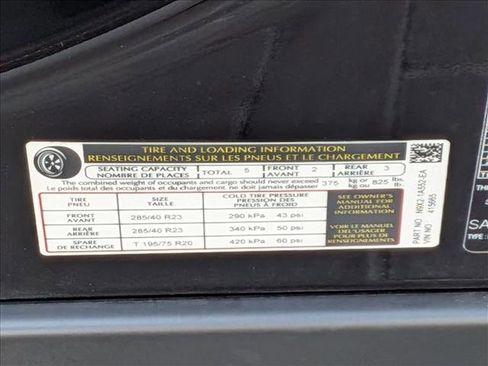 TIRE AND LOADING INFORMATION
RENSEIGNEMENTS SUR LES PNEUS ET LE CHARGEMENT
SEATING CAPACITY
NOMBRE DE PLACES
TOTAL 5
FRONT
AVANT 2
REAR
ARRIÈRE 3
The combined weight of occupants and cargo should never exceed
Le poids total des occupants et du chargement ne doit jamais dépasser
375 kg or 825 lbs.
kg ou lb.
TIRE
PNEU
SIZE
TAILLE
COLD TIRE PRESSURE
PRESSION DES
PNEUS À FROID
FRONT
AVANT
285/40 R23
290 kPa 43 psi
REAR
ARRIÈRE
285/40 R23
340 kPa 50 psi
SPARE
DE RECHANGE
T 195/75 R20
420 kPa 60 psi
SEE OWNER'S
MANUAL FOR
ADDITIONAL
INFORMATION
VOIR LE MANUEL
DE L'USAGER
POUR PLUS DE
RENSEIGNEMENTS
PART NO
VIN NO 415665
SA